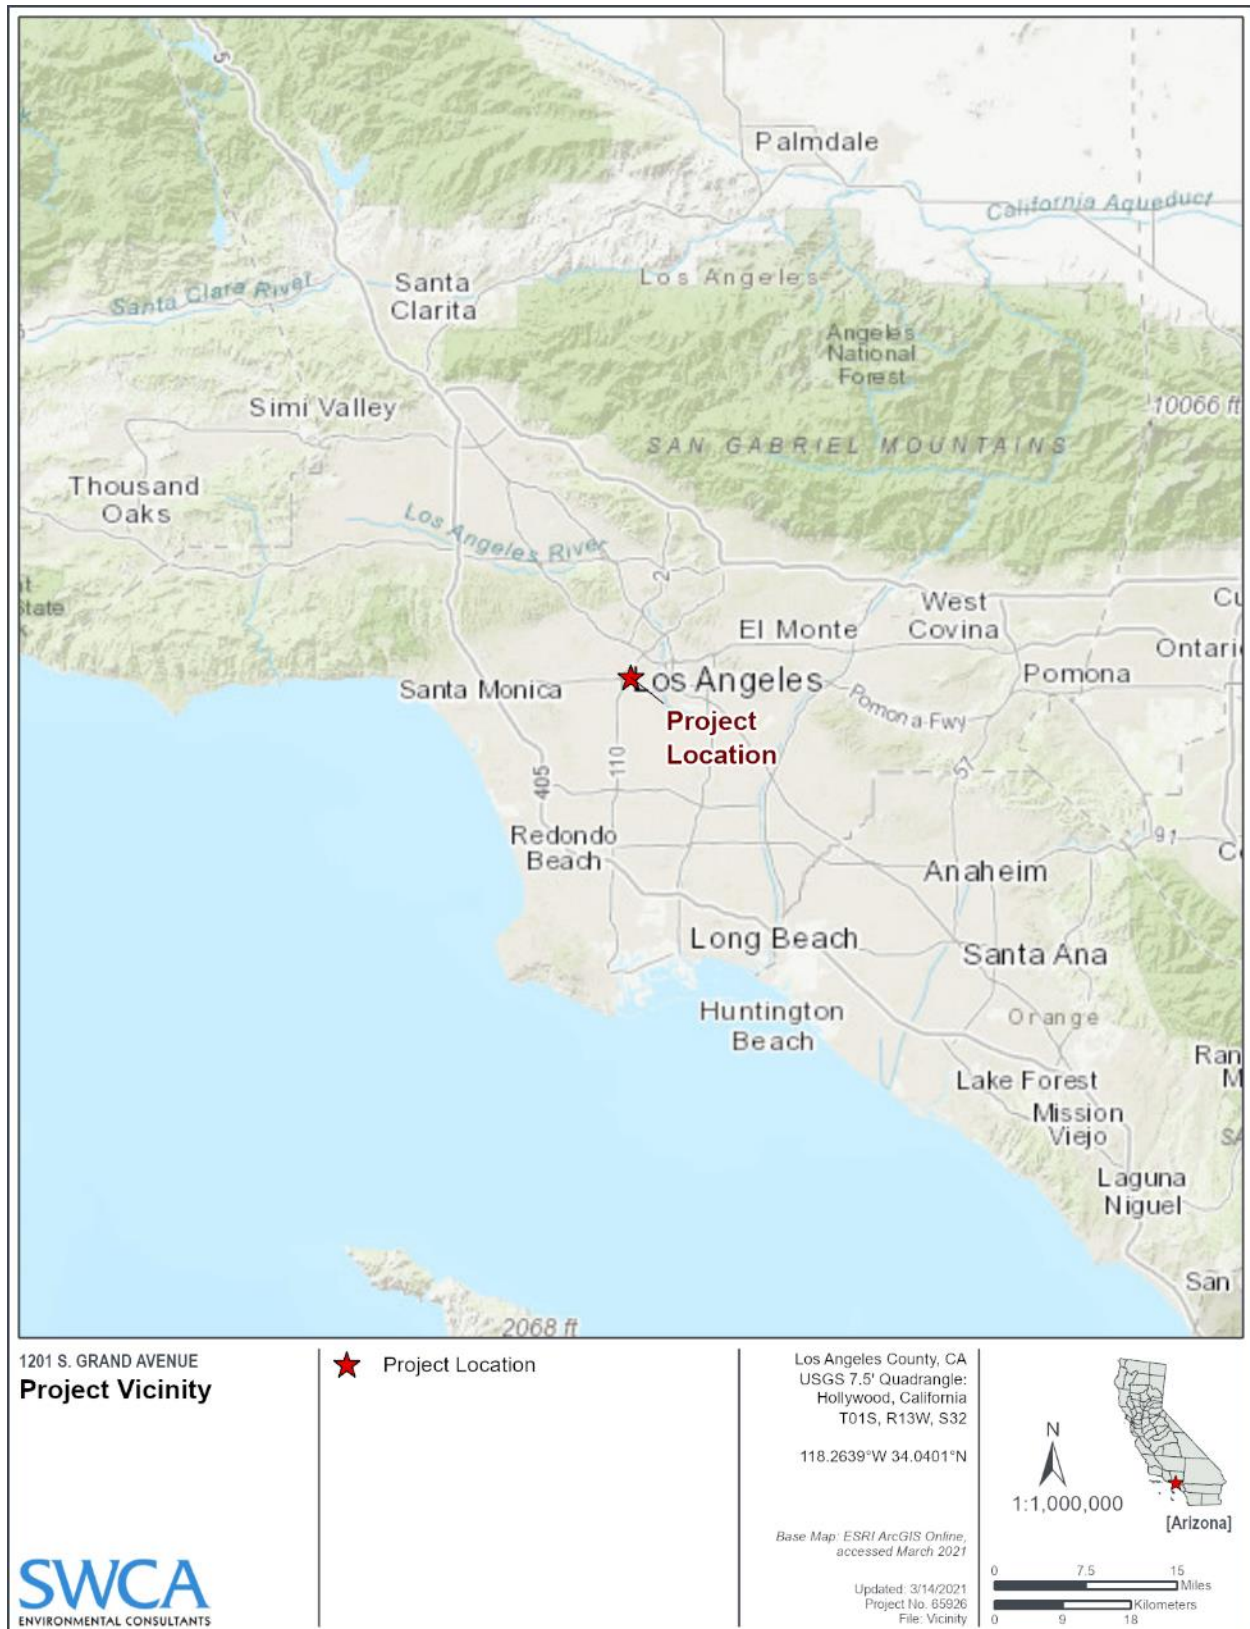 5
Palmdale
California Aqueduct
Santa Clara River
Santa
Clarita
Los Angeles
Angeles
National
Forest
Simi Valley
10066 ft
SAN GABRIEL MOUNTAINS
Thousand
Oaks
Los Angeles River
2
State
West
Covina
El Monte
Ontari
Pomona
Santa Monica
Los Angeles
Pomona Fwy
Project
Location
110
405
57
Redondo
Beach
91
Anaheim
Long Beach
Santa Ana
Huntington
Beach
Orange
Ran
M
Lake Forest
Mission
Viejo
SA
Laguna
Niguel
San
2068 ft
1201 S. GRAND AVENUE
Project Vicinity
SWCA
ENVIRONMENTAL CONSULTANTS
Project Location
Los Angeles County, CA
USGS 7.5' Quadrangle:
Hollywood, California
T01S, R13W, S32
118.2639°W 34.0401°N
Base Map: ESRI ArcGIS Online,
accessed March 2021
Updated: 3/14/2021
Project No. 65926
File: Vicinity
N
1:1,000,000
[Arizona]
0 7.5 15
Miles
Kilometers
0 9 18